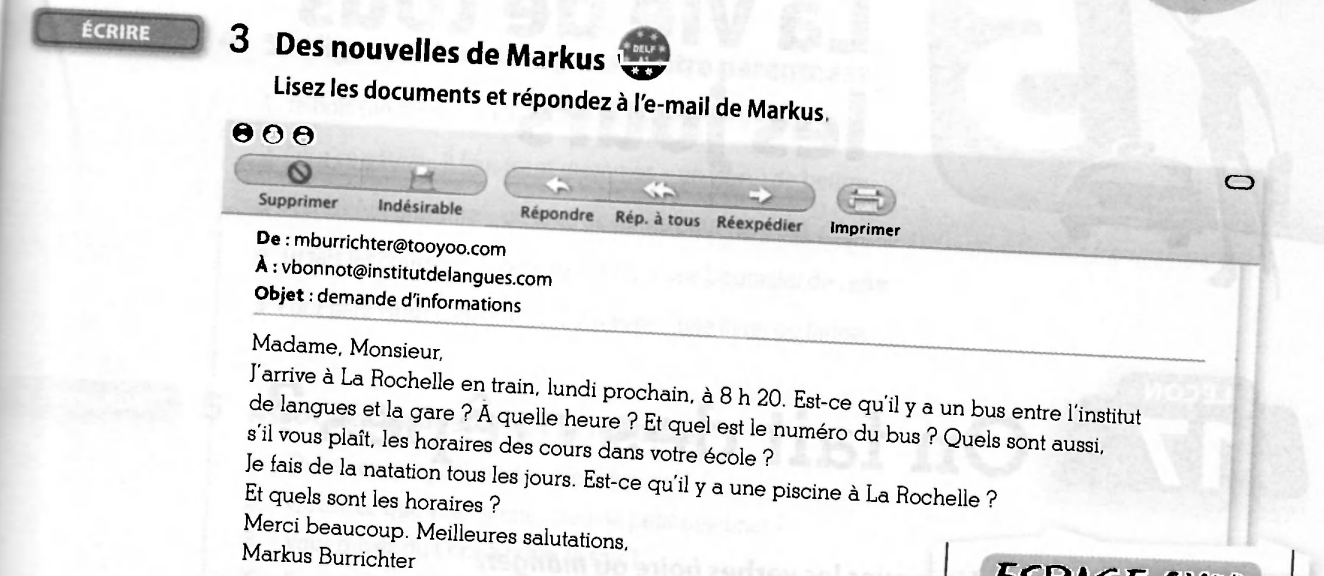 ÉCRIRE
3 Des nouvelles de Markus DELF
Lisez les documents et répondez à l'e-mail de Markus.
Supprimer Indésirable Répondre Rép. à tous Réexpédier Imprimer
De : mburrichter@tooyoo.com
À : vbonnot@institutdelangues.com
Objet : demande d'informations
Madame, Monsieur,
J'arrive à La Rochelle en train, lundi prochain, à 8 h 20. Est-ce qu'il y a un bus entre l'institut
de langues et la gare ? À quelle heure ? Et quel est le numéro du bus ? Quels sont aussi,
s'il vous plaît, les horaires des cours dans votre école ?
Je fais de la natation tous les jours. Est-ce qu'il y a une piscine à La Rochelle ?
Et quels sont les horaires ?
Merci beaucoup. Meilleures salutations,
Markus Burrichter